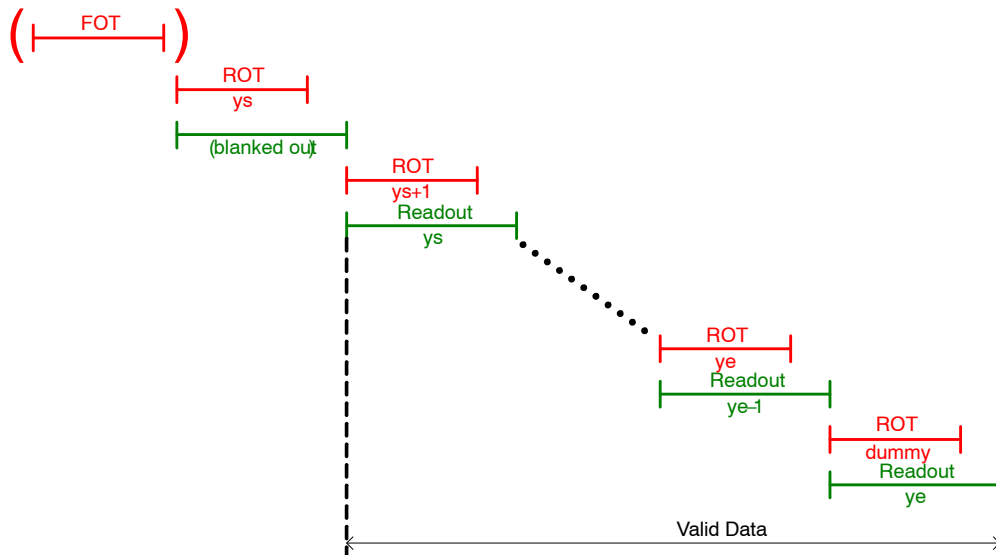 ( FOT )
ROT
ys
(blanked out)
ROT
ys+1
Readout
ys
ROT
ye
Readout
ye–1
ROT
dummy
Readout
ye
Valid Data